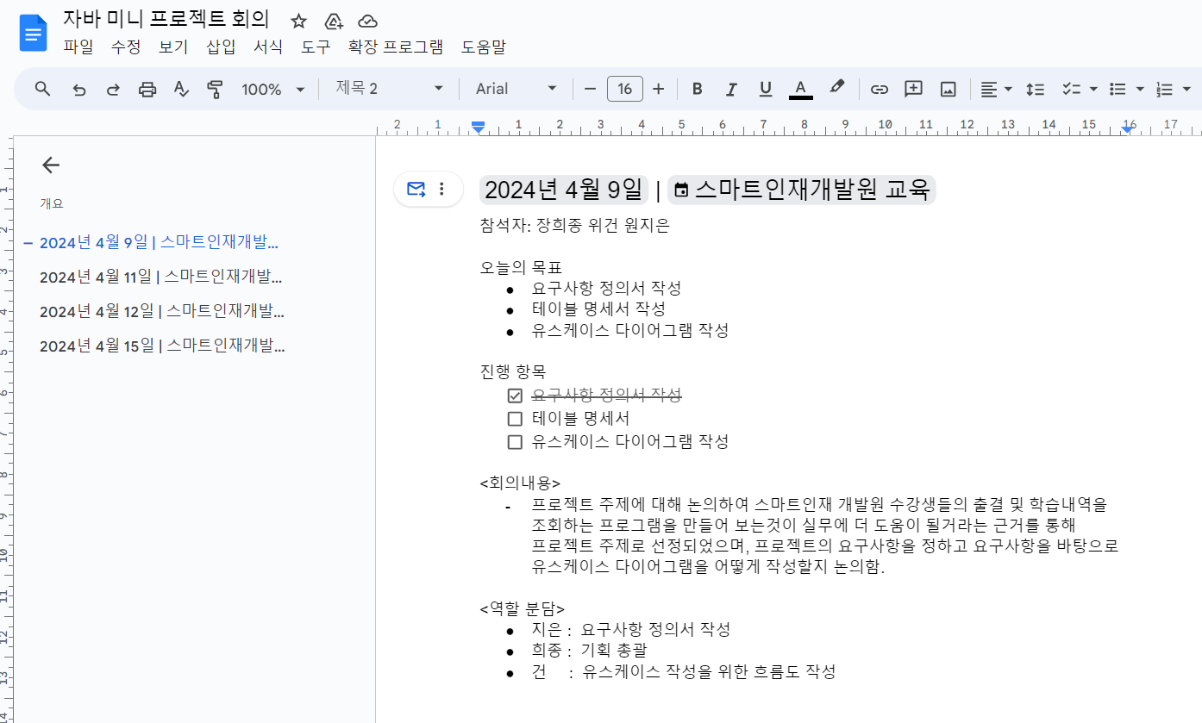 자바 미니 프로젝트 회의
파일 수정 보기 삽입 서식 도구 확장 프로그램 도움말
100% 제목 2 Arial 16 B I U A
2 1 1 2 3 4 5 6 7 8 9 10 11 12 13 14 15 16 17
개요
2024년 4월 9일 | 스마트인재개발...
2024년 4월 11일 | 스마트인재개발...
2024년 4월 12일 | 스마트인재개발...
2024년 4월 15일 | 스마트인재개발...
2024년 4월 9일 | 스마트인재개발원 교육
참석자: 장희종 위건 원지은
오늘의 목표
● 요구사항 정의서 작성
● 테이블 명세서 작성
● 유스케이스 다이어그램 작성
진행 항목
요구사항 정의서 작성
테이블 명세서
유스케이스 다이어그램 작성
<회의내용>
- 프로젝트 주제에 대해 논의하여 스마트인재 개발원 수강생들의 출결 및 학습내역을
조회하는 프로그램을 만들어 보는것이 실무에 더 도움이 될거라는 근거를 통해
프로젝트 주제로 선정되었으며, 프로젝트의 요구사항을 정하고 요구사항을 바탕으로
유스케이스 다이어그램을 어떻게 작성할지 논의함.
<역할 분담>
● 지은 : 요구사항 정의서 작성
● 희종 : 기획 총괄
● 건 : 유스케이스 작성을 위한 흐름도 작성